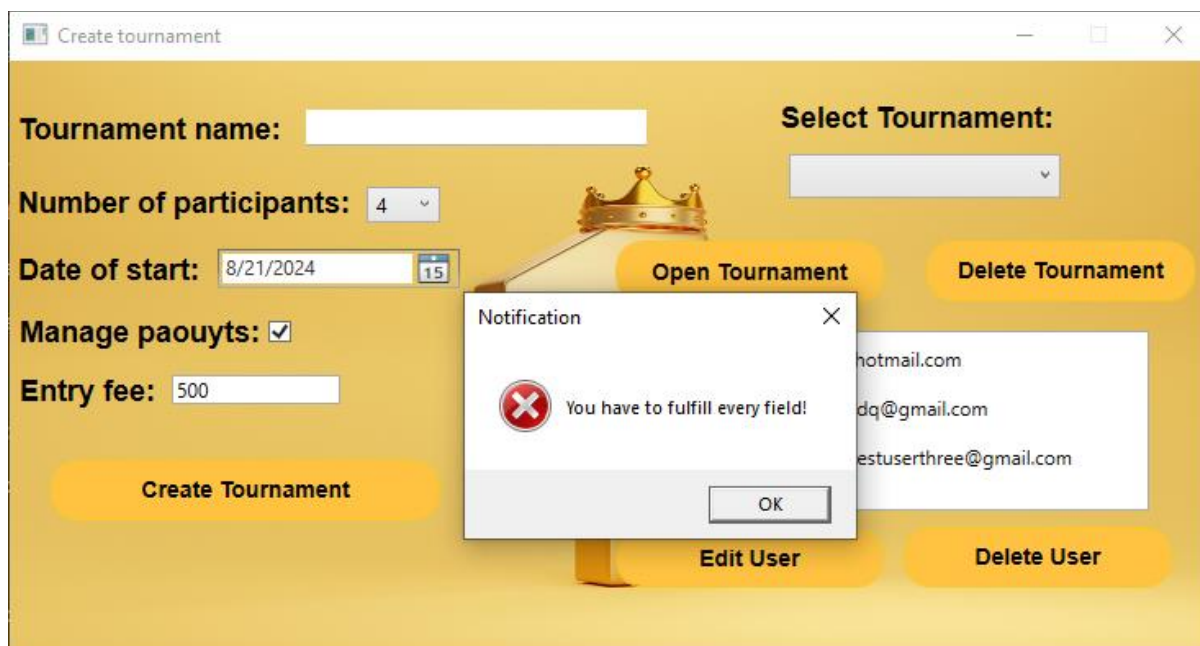 Create tournament
Tournament name:
Select Tournament:
Number of participants: 4
Date of start: 8/21/2024 15
Open Tournament
Delete Tournament
Manage paouyts:
Entry fee: 500
Notification
You have to fulfill every field!
OK
hotmail.com
dq@gmail.com
estuserthree@gmail.com
Create Tournament
Edit User
Delete User